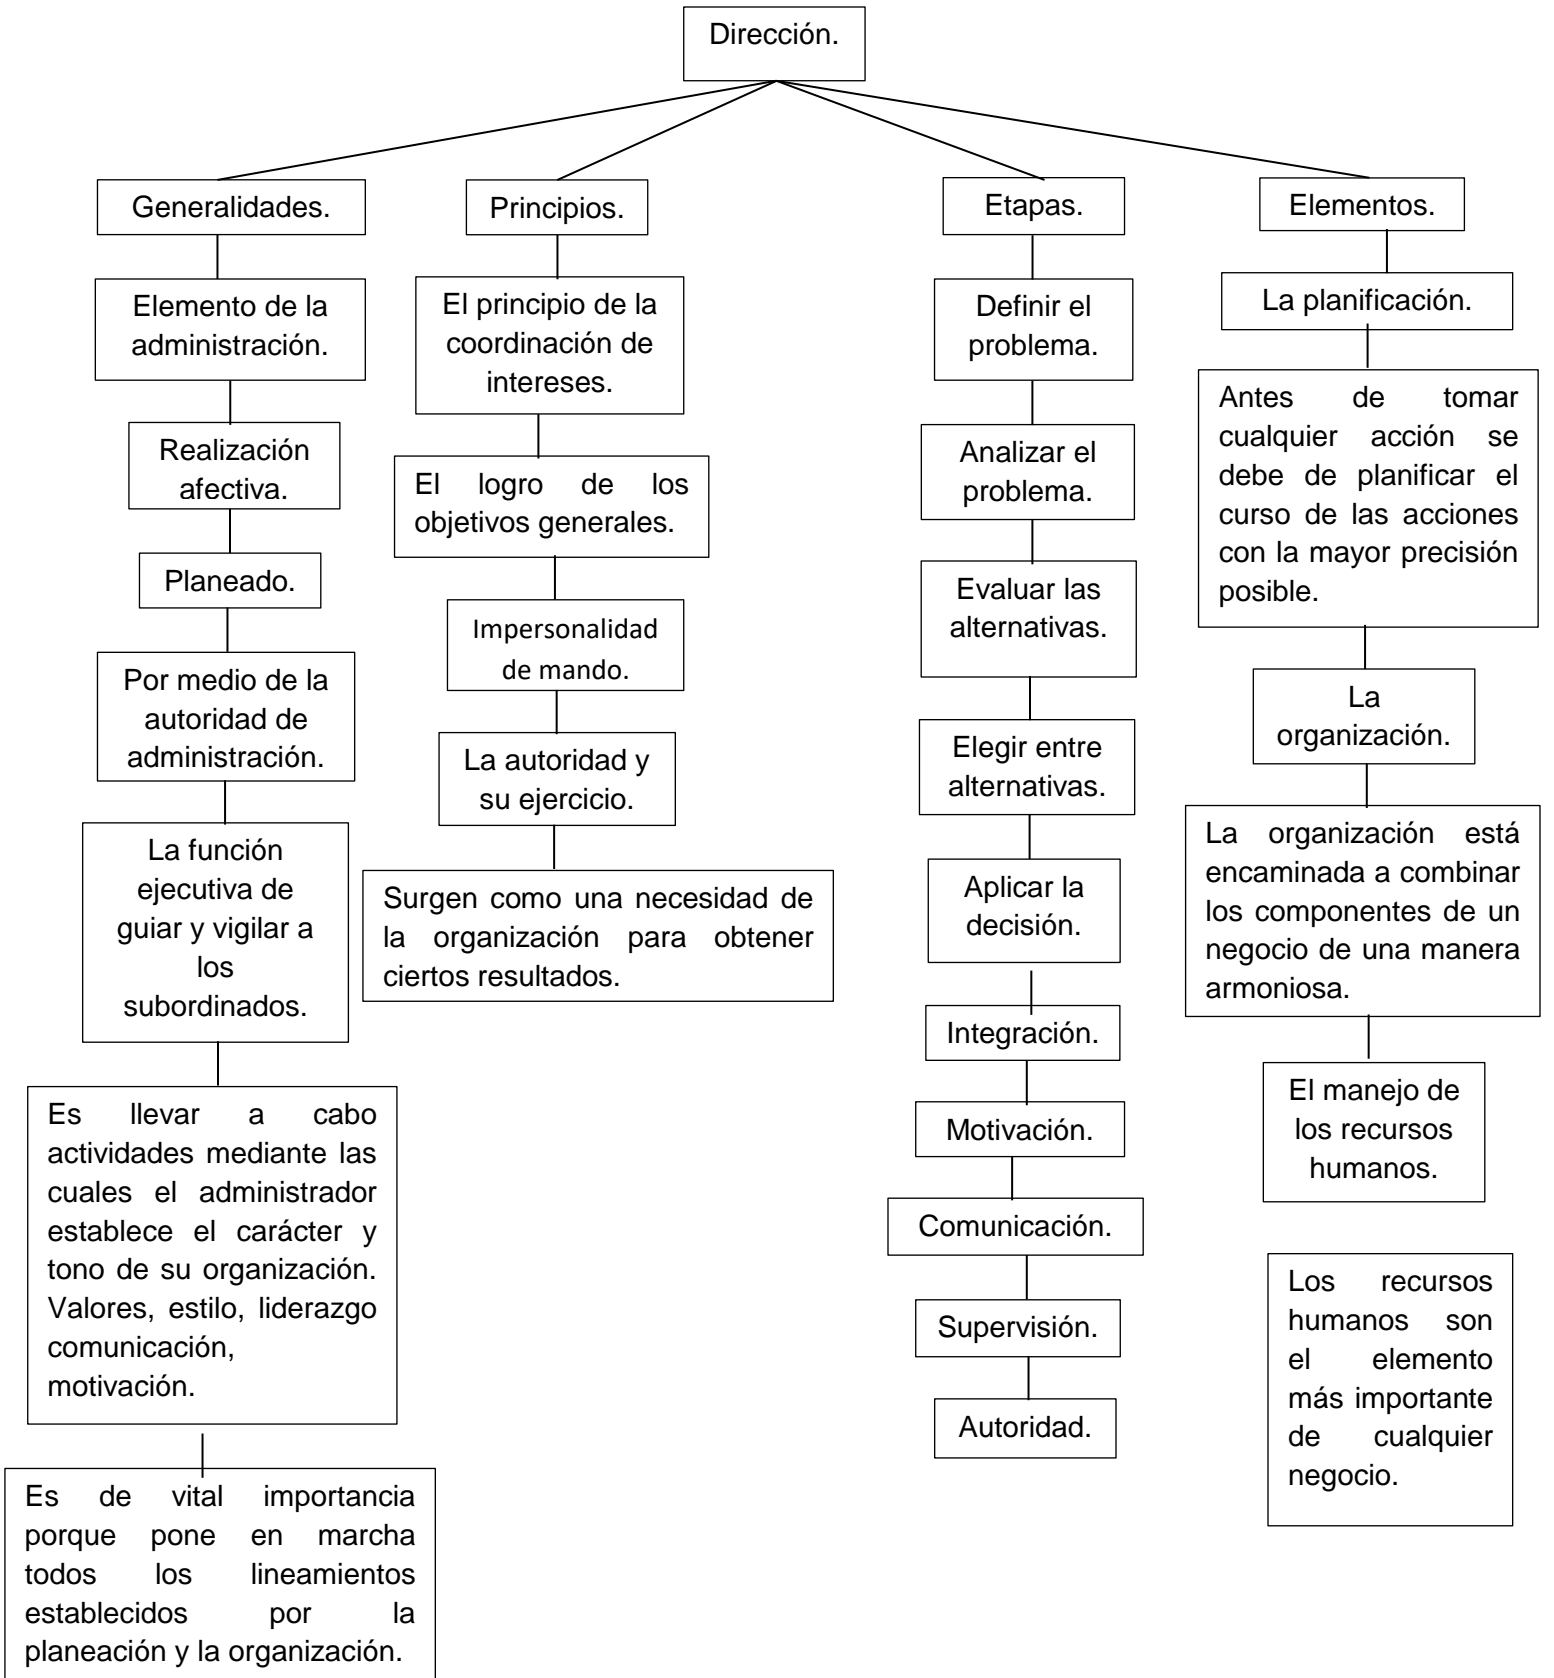 Dirección.
Generalidades.
Elemento de la
administración.
Realización
afectiva.
Planeado.
Por medio de la
autoridad de
administración.
La función
ejecutiva de
guiar y vigilar a
los
subordinados.
Es llevar a cabo
actividades mediante las
cuales el administrador
establece el carácter y
tono de su organización.
Valores, estilo, liderazgo
comunicación,
motivación.
Es de vital importancia
porque pone en marcha
todos los lineamientos
establecidos por la
planeación y la organización.
Principios.
El principio de la
coordinación de
intereses.
El logro de los
objetivos generales.
Impersonalidad
de mando.
La autoridad y
su ejercicio.
Surgen como una necesidad de
la organización para obtener
ciertos resultados.
Etapas.
Definir el
problema.
Analizar el
problema.
Evaluar las
alternativas.
Elegir entre
alternativas.
Aplicar la
decisión.
Integración.
Motivación.
Comunicación.
Supervisión.
Autoridad.
Elementos.
La planificación.
Antes de tomar
cualquier acción se
debe de planificar el
curso de las acciones
con la mayor precisión
posible.
La
organización.
La organización está
encaminada a combinar
los componentes de un
negocio de una manera
armoniosa.
El manejo de
los recursos
humanos.
Los recursos
humanos son
el elemento
más importante
de cualquier
negocio.